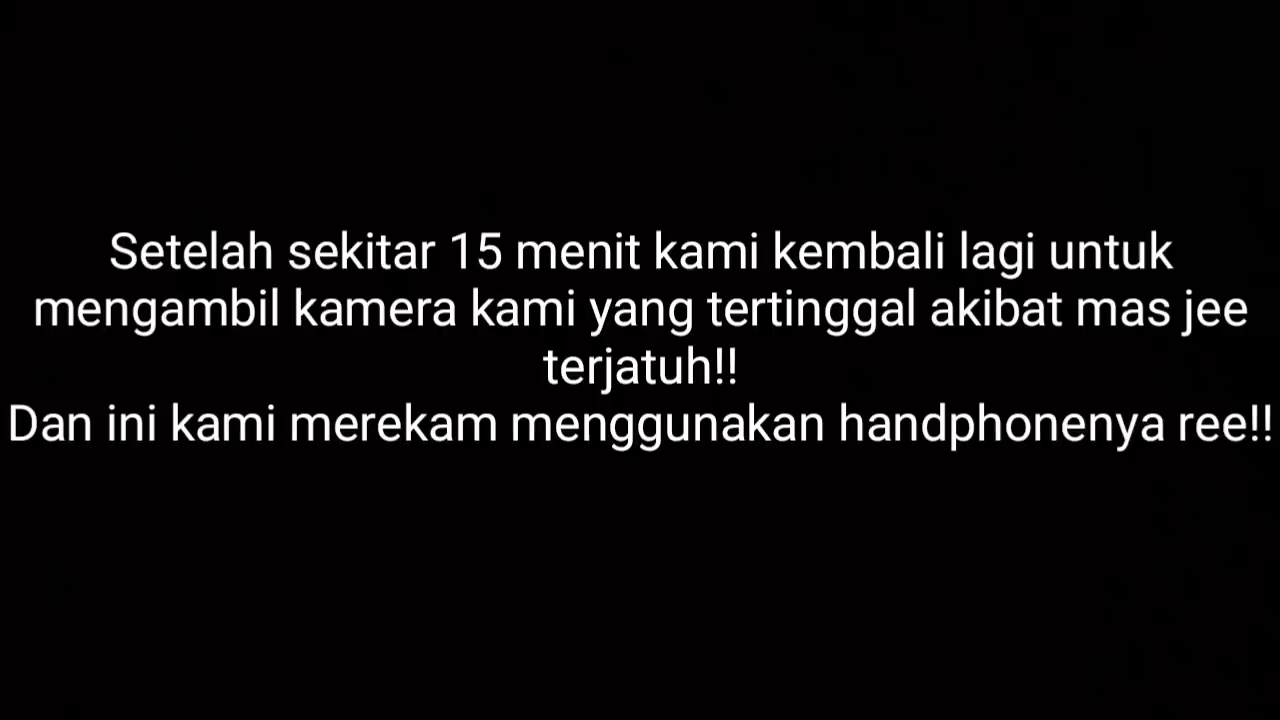 Setelah sekitar 15 menit kami kembali lagi untuk
mengambil kamera kami yang tertinggal akibat mas jee
terjatuh!!
Dan ini kami merekam menggunakan handphonenya ree!!